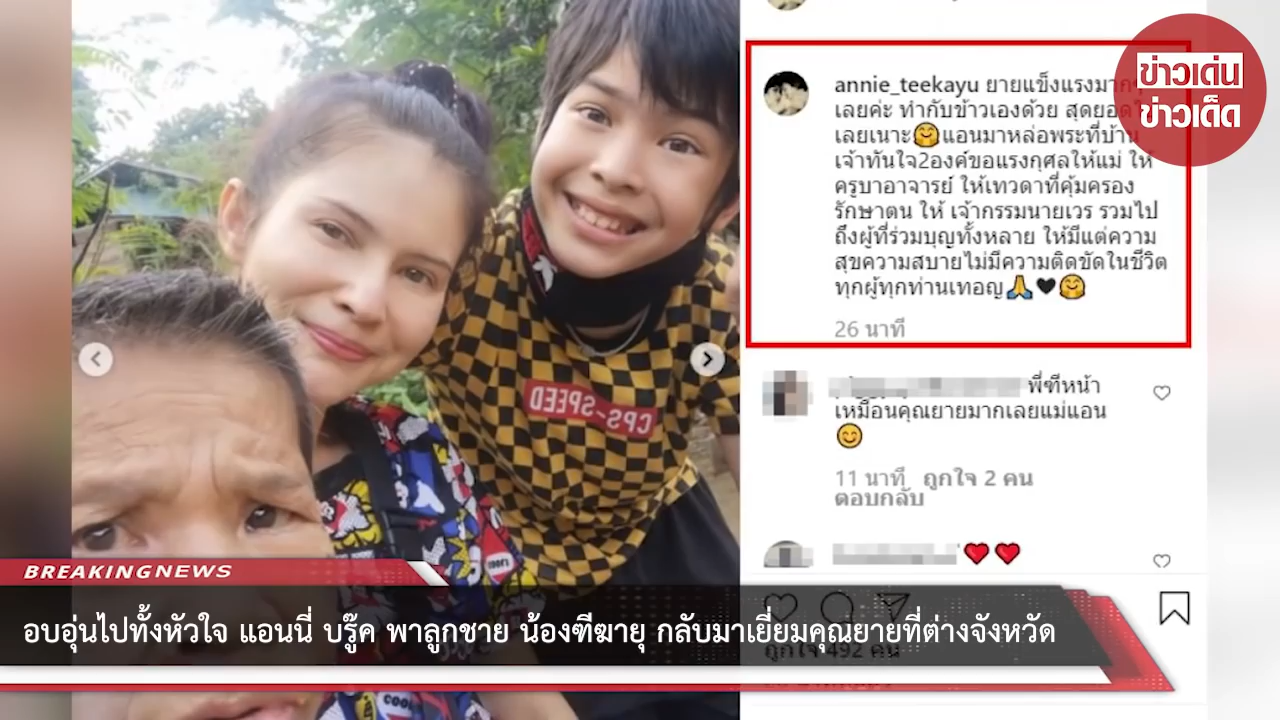 ข่าวเด่น
ข่าวเด็ด
annie_teekayu ยายแข็งแรงมาก
เลยค่ะ ทำกับข้าวเองด้วย สุดยอด
เลยเนาะ🤗แอนมาหล่อพระที่บ้าน
เจ้าทันใจ2องค์ขอแรงกุศลให้แม่ ให้
ครูบาอาจารย์ ให้เทวดาที่คุ้มครอง
รักษาตน ให้ เจ้ากรรมนายเวร รวมไป
ถึงผู้ที่ร่วมบุญทั้งหลาย ให้มีแต่ความ
สุขความสบายไม่มีความติดขัดในชีวิต
ทุกผู้ทุกท่านเทอญ🙏🖤🤗
26 นาที
พี่ฑีหน้า
เหมือนคุณยายมากเลยแม่แอน
😊
11 นาที ถูกใจ 2 คน
ตอบกลับ
❤️❤️
CPS-SPEED
BREAKING NEWS
อบอุ่นไปทั้งหัวใจ แอนนี่ บรู๊ค พาลูกชาย น้องฑีฆายุ กลับมาเยี่ยมคุณยายที่ต่างจังหวัด
ถูกใจ 492 คน